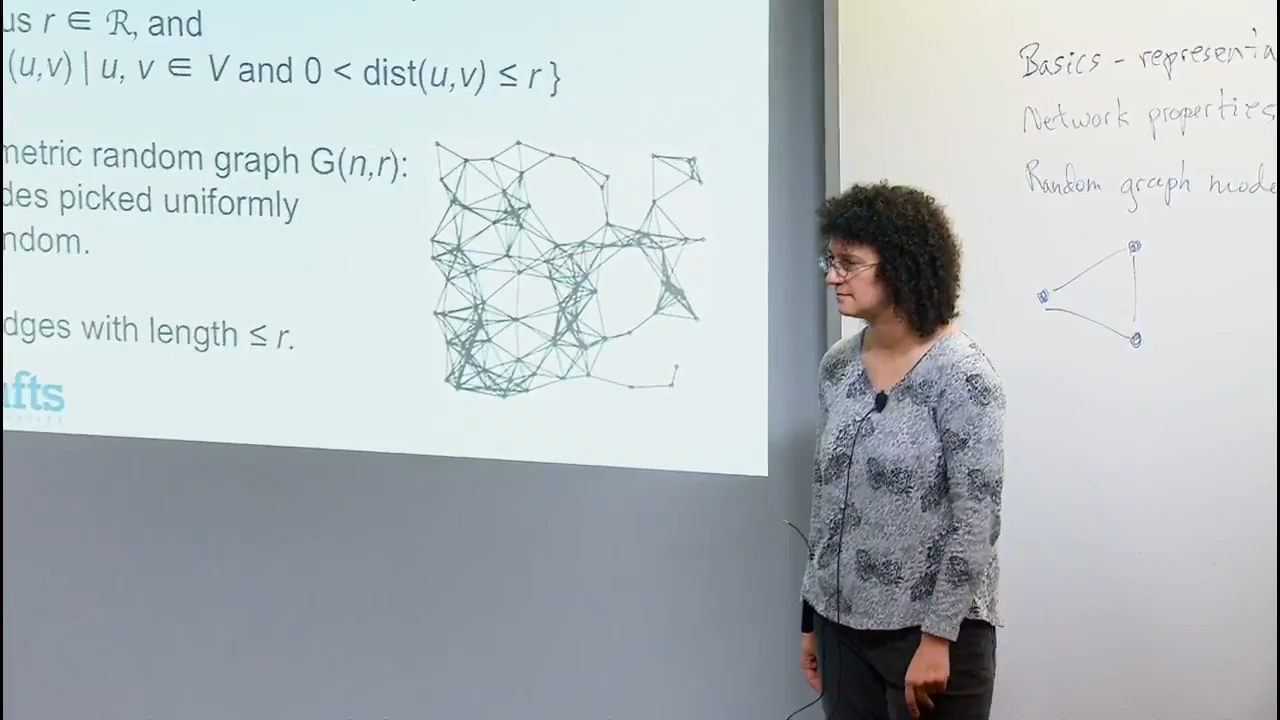 us r ∈ ℛ, and
(u,v) | u, v ∈ V and 0 < dist(u,v) ≤ r }
metric random graph G(n,r):
des picked uniformly
ndom.
dges with length ≤ r.
fts
Basics - representa
Network properties
Random graph mode